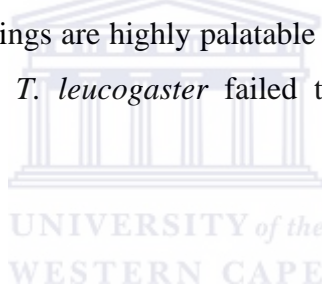 ings are highly palatable
T. leucogaster failed t
UNIVERSITY of the
WESTERN CAPE